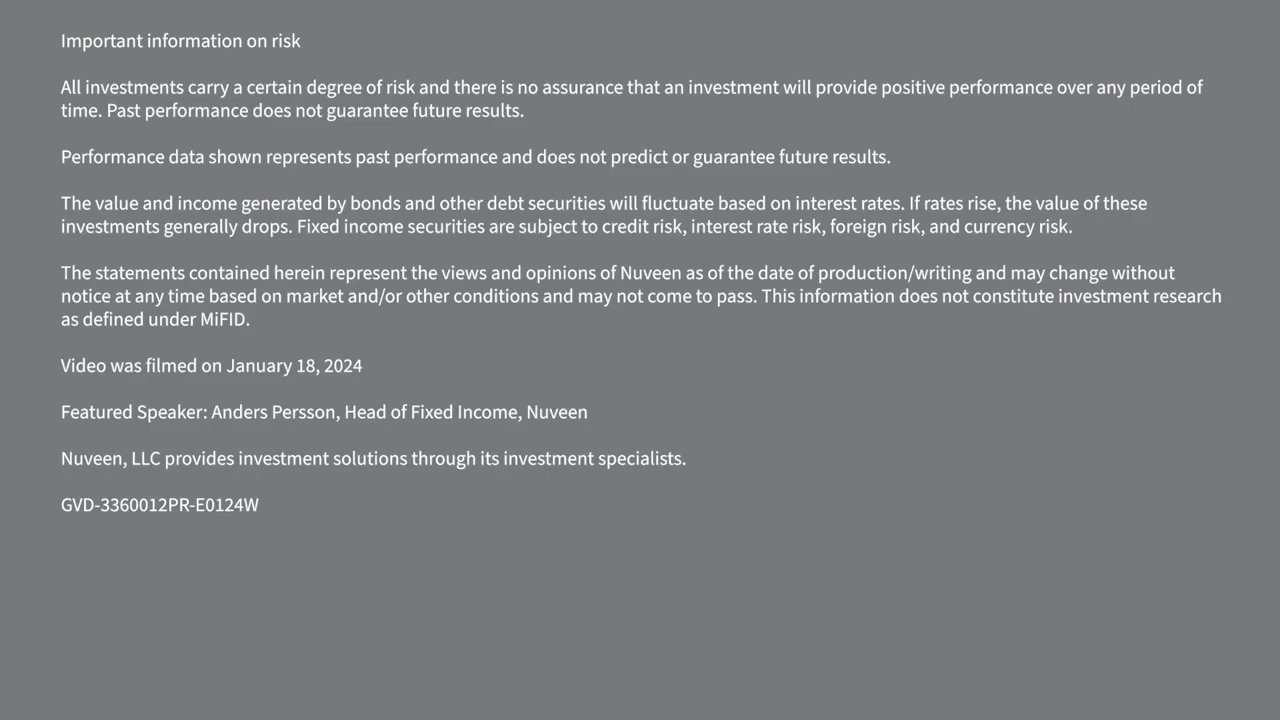 Important information on risk
All investments carry a certain degree of risk and there is no assurance that an investment will provide positive performance over any period of
time. Past performance does not guarantee future results.
Performance data shown represents past performance and does not predict or guarantee future results.
The value and income generated by bonds and other debt securities will fluctuate based on interest rates. If rates rise, the value of these
investments generally drops. Fixed income securities are subject to credit risk, interest rate risk, foreign risk, and currency risk.
The statements contained herein represent the views and opinions of Nuveen as of the date of production/writing and may change without
notice at any time based on market and/or other conditions and may not come to pass. This information does not constitute investment research
as defined under MiFID.
Video was filmed on January 18, 2024
Featured Speaker: Anders Persson, Head of Fixed Income, Nuveen
Nuveen, LLC provides investment solutions through its investment specialists.
GVD-3360012PR-E0124W